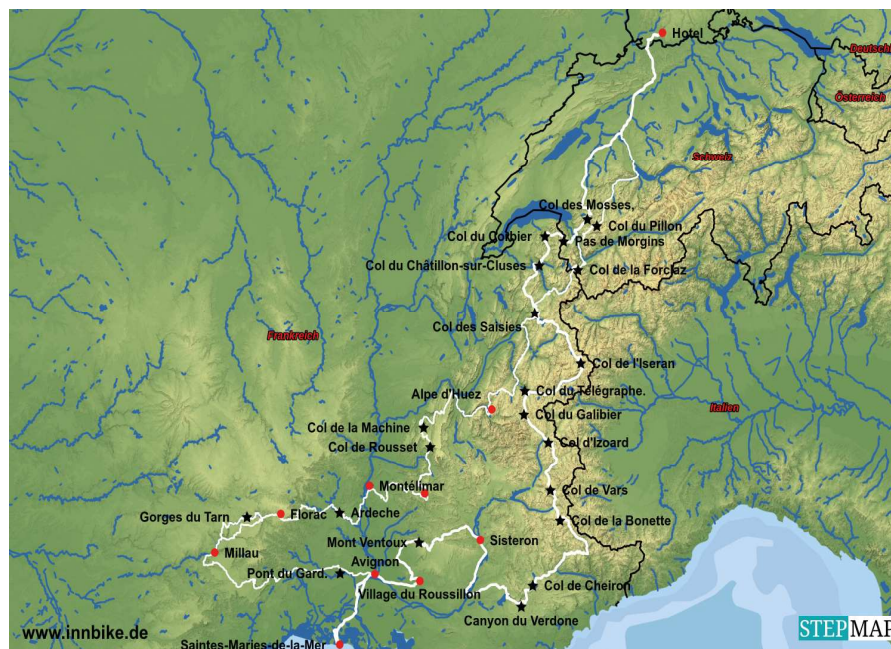 Hotel
Deutschl
Österreich
Schweiz
Col des Mosses,
Col du Pillon
Col du Corbier
Pas de Morgins
Col du Châtillon-sur-Cluses
Col de la Forclaz
Col des Saisies
Frankreich
Col de l'Iseran
Alpe d'Huez
Col du Télégraphe.
Italien
Col du Galibier
Col de la Machine
Col d'Izoard
Col de Rousset
Montélimar
Col de Vars
Gorges du Tarn
Florac
Ardeche
Col de la Bonette
Mont Ventoux
Sisteron
Millau
Avignon
Pont du Gard.
Village du Roussillon
Col de Cheiron
Canyon du Verdone
www.innbike.de
Saintes-Maries-de-la-Mer
STEPMAP